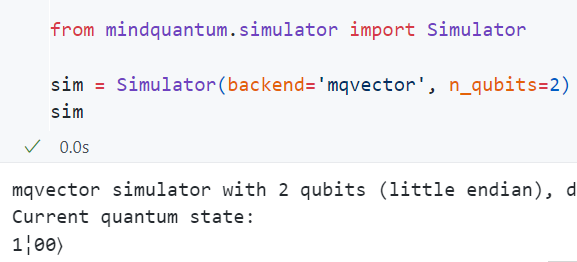 from mindquantum.simulator import Simulator
sim = Simulator(backend='mqvector', n_qubits=2)
sim
0.0s
mqvector simulator with 2 qubits (little endian), d
Current quantum state:
1¦00⟩